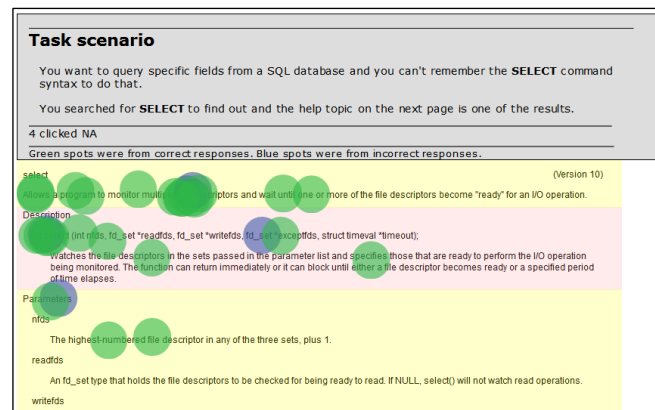 Task scenario
You want to query specific fields from a SQL database and you can't remember the SELECT command
syntax to do that.
You searched for SELECT to find out and the help topic on the next page is one of the results.
4 clicked NA
Green spots were from correct responses. Blue spots were from incorrect responses.
select (Version 10)
Allows a program to monitor multiple descriptors and wait until one or more of the file descriptors become "ready" for an I/O operation.
Description
(int nfds, fd_set *readfds, fd_set *writefds, fd_set *exceptfds, struct timeval *timeout);
Watches the file descriptors in the sets passed in the parameter list and specifies those that are ready to perform the I/O operation
being monitored. The function can return immediately or it can block until either a file descriptor becomes ready or a specified period
of time elapses.
Parameters
nfds
The highest-numbered file descriptor in any of the three sets, plus 1.
readfds
An fd_set type that holds the file descriptors to be checked for being ready to read. If NULL, select() will not watch read operations.
writefds